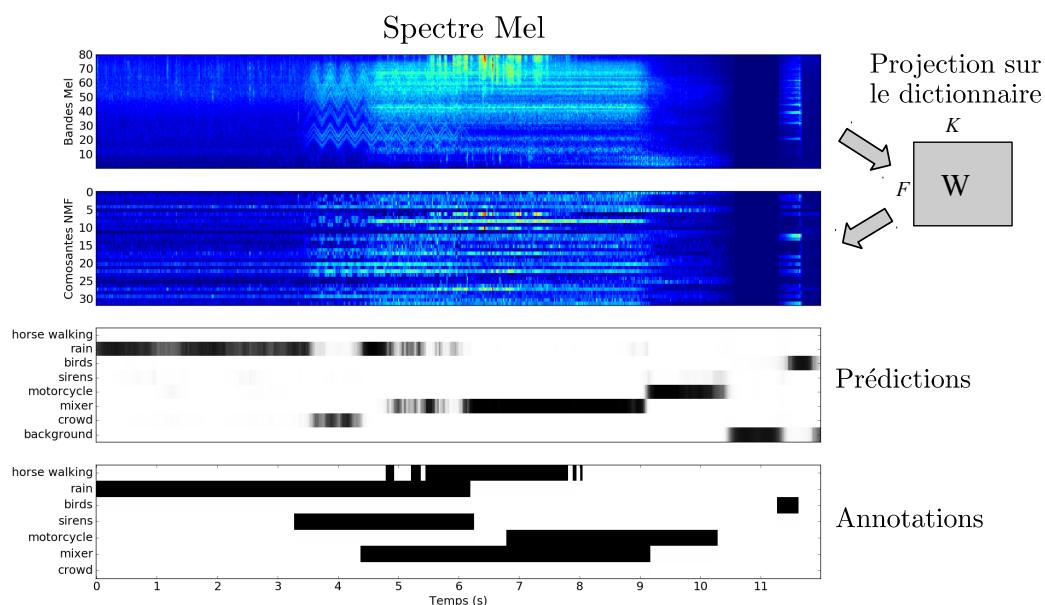 Spectre Mel
80
70
60
50
40
30
20
10
Bandes Mel
Projection sur
le dictionnaire
K
F
W
0
5
10
15
20
25
30
Comosantes NMF
horse walking
rain
birds
sirens
motorcycle
mixer
crowd
background
Prédictions
horse walking
rain
birds
sirens
motorcycle
mixer
crowd
Annotations
0 1 2 3 4 5 6 7 8 9 10 11
Temps (s)